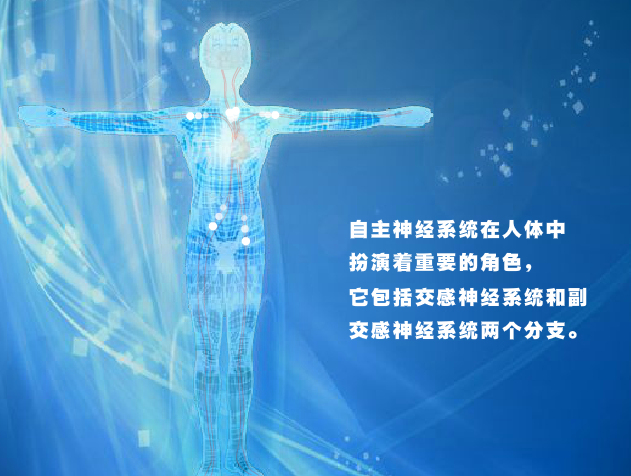 自主神经系统在人体中
扮演着重要的角色，
它包括交感神经系统和副
交感神经系统两个分支。